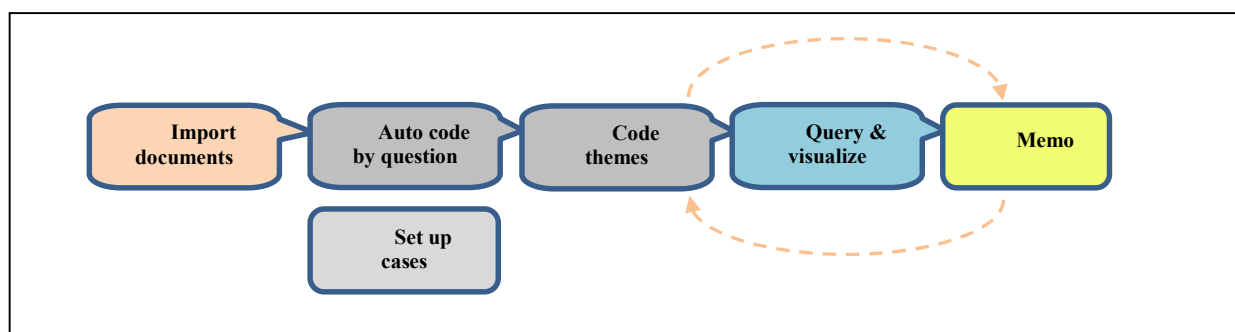 Import
documents
Auto code
by question
Code
themes
Query &
visualize
Memo
Set up
cases